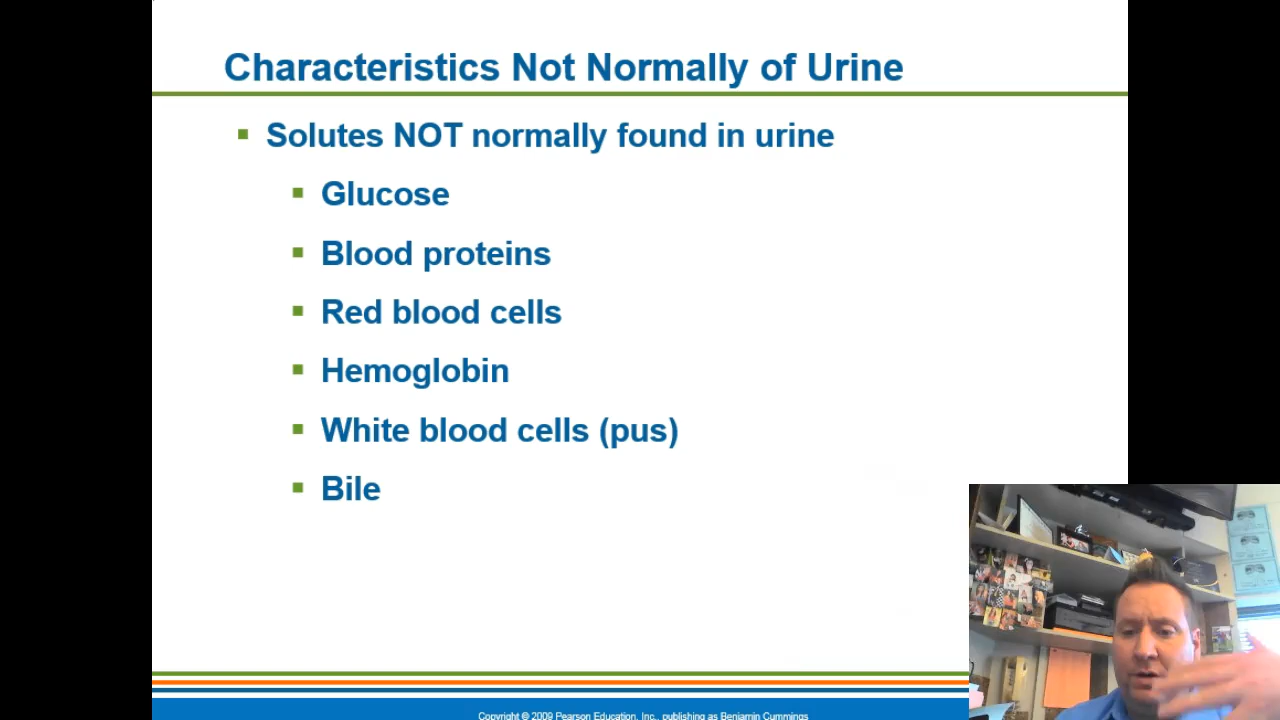 Characteristics Not Normally of Urine
Solutes NOT normally found in urine
Glucose
Blood proteins
Red blood cells
Hemoglobin
White blood cells (pus)
Bile
Copyright © 2009 Pearson Education, Inc., publishing as Benjamin Cummings